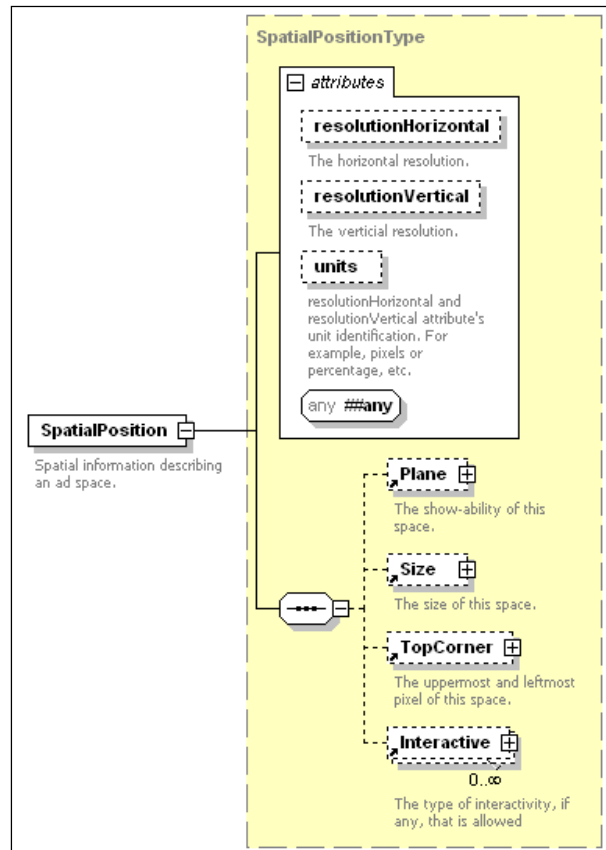 SpatialPositionType
attributes
resolutionHorizontal
The horizontal resolution.
resolutionVertical
The verticial resolution.
units
resolutionHorizontal and
resolutionVertical attribute's
unit identification. For
example, pixels or
percentage, etc.
any ##any
SpatialPosition
Spatial information describing
an ad space.
Plane
The show-ability of this
space.
Size
The size of this space.
TopCorner
The uppermost and leftmost
pixel of this space.
Interactive
0..∞
The type of interactivity, if
any, that is allowed